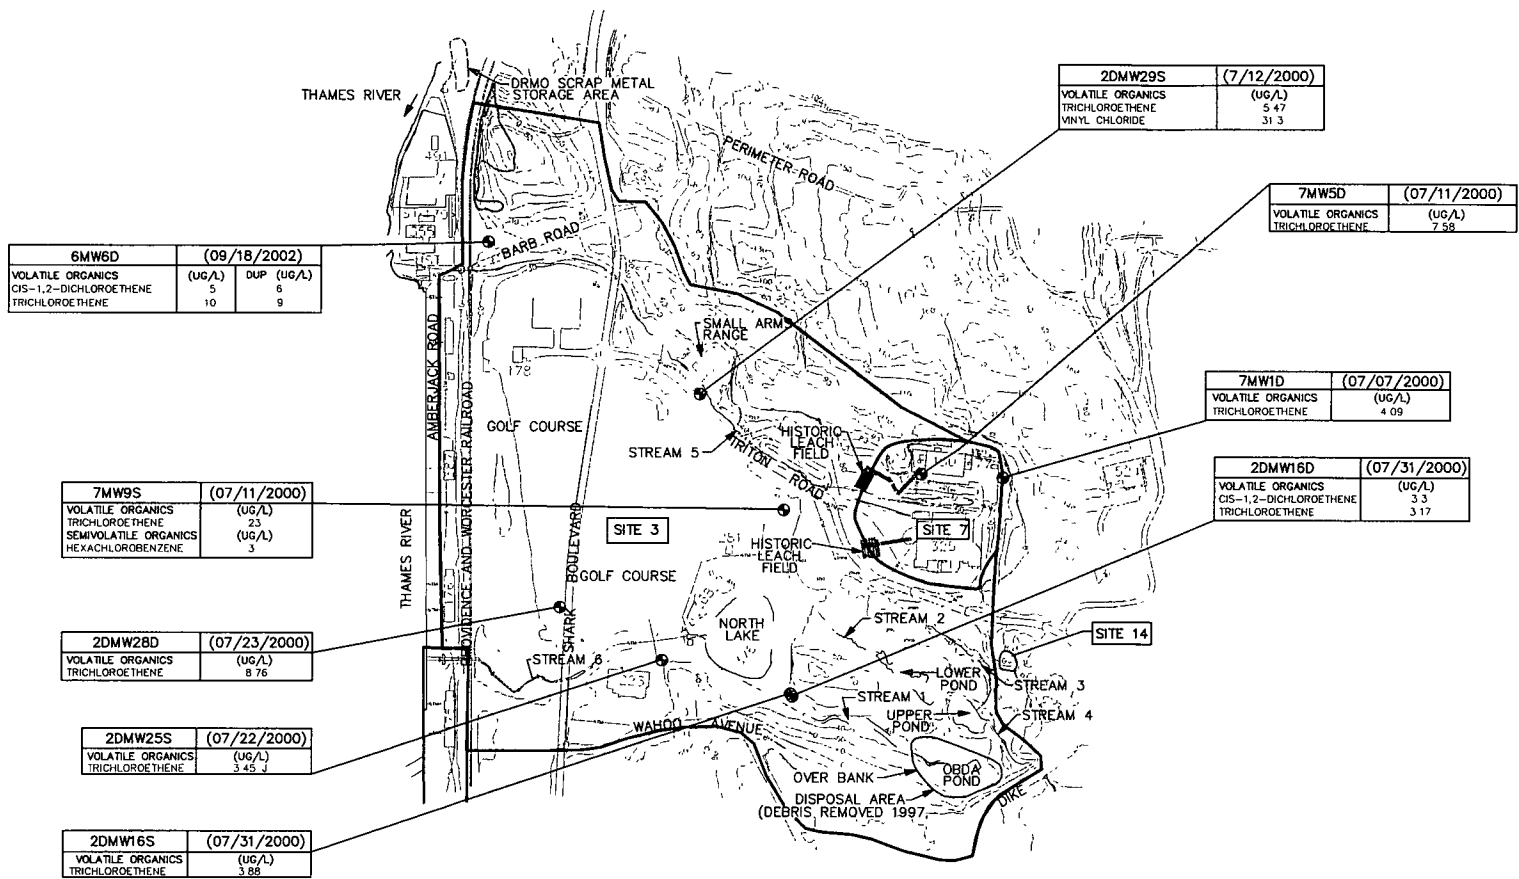 THAMES RIVER
DRMO SCRAP METAL
STORAGE AREA
PERIMETER ROAD
2DMW29S (7/12/2000)
VOLATILE ORGANICS (UG/L)
TRICHLOROETHENE 5 47
VINYL CHLORIDE 31 3
7MW5D (07/11/2000)
VOLATILE ORGANICS (UG/L)
TRICHLOROETHENE 7 58
6MW6D (09/18/2002)
VOLATILE ORGANICS (UG/L) DUP (UG/L)
CIS-1,2-DICHLOROETHENE 5 6
TRICHLOROETHENE 10 9
BARB ROAD
AMBERJACK ROAD
PROVIDENCE AND WORCESTER RAILROAD
SMALL ARMS
RANGE
178
7MW1D (07/07/2000)
VOLATILE ORGANICS (UG/L)
TRICHLOROETHENE 4 09
GOLF COURSE
STREAM 5
TRITON ROAD
HISTORIC
LEACH
FIELD
2DMW16D (07/31/2000)
VOLATILE ORGANICS (UG/L)
CIS-1,2-DICHLOROETHENE 3 3
TRICHLOROETHENE 3 17
7MW9S (07/11/2000)
VOLATILE ORGANICS (UG/L)
TRICHLOROETHENE 23
SEMIVOLATILE ORGANICS (UG/L)
HEXACHLOROBENZENE 3
THAMES RIVER
SHARK BOULEVARD
SITE 3
SITE 7
325
HISTORIC
LEACH
FIELD
GOLF COURSE
NORTH
LAKE
STREAM 2
SITE 14
2DMW28D (07/23/2000)
VOLATILE ORGANICS (UG/L)
TRICHLOROETHENE 8 76
STREAM 6
LOWER
POND
STREAM 3
STREAM 1
UPPER
POND
STREAM 4
WAHOO AVENUE
2DMW25S (07/22/2000)
VOLATILE ORGANICS (UG/L)
TRICHLOROETHENE 3 45 J
OVER BANK
DISPOSAL AREA
(DEBRIS REMOVED 1997
OBDA
POND
DIKE
2DMW16S (07/31/2000)
VOLATILE ORGANICS (UG/L)
TRICHLOROETHENE 3 88